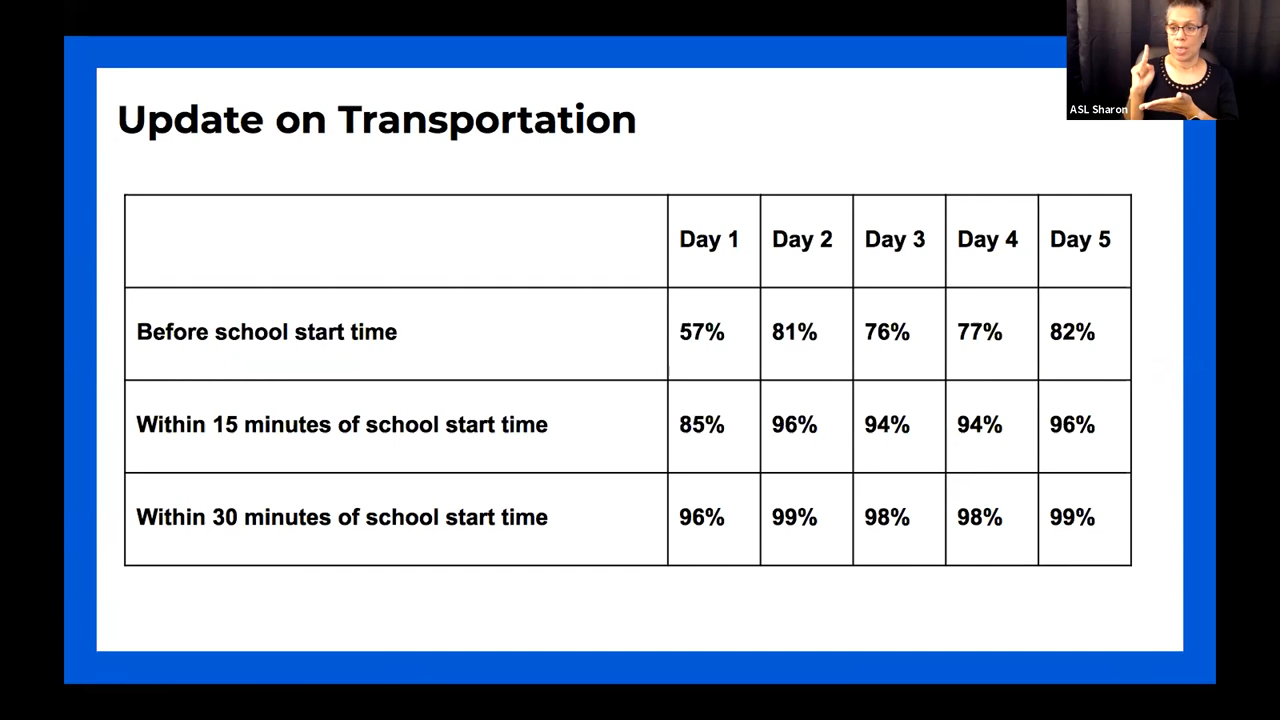 ASL Sharon
Update on Transportation
Day 1 Day 2 Day 3 Day 4 Day 5
Before school start time 57% 81% 76% 77% 82%
Within 15 minutes of school start time 85% 96% 94% 94% 96%
Within 30 minutes of school start time 96% 99% 98% 98% 99%